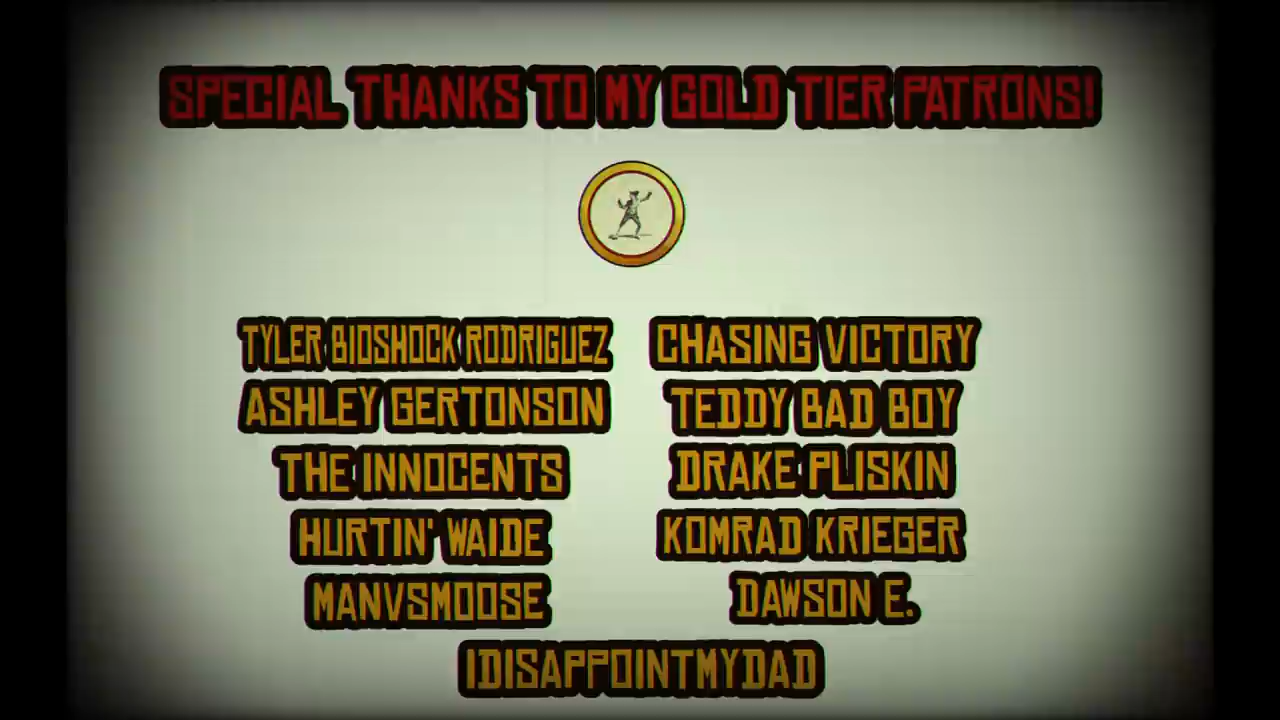 SPECIAL THANKS TO MY GOLD TIER PATRONS!
TYLER BIOSHOCK RODRIGUEZ
ASHLEY GERTONSON
THE INNOCENTS
HURTIN' WAIDE
MANVSMOOSE
CHASING VICTORY
TEDDY BAD BOY
DRAKE PLISKIN
KOMRAD KRIEGER
DAWSON E.
IDISAPPOINTMYDAD